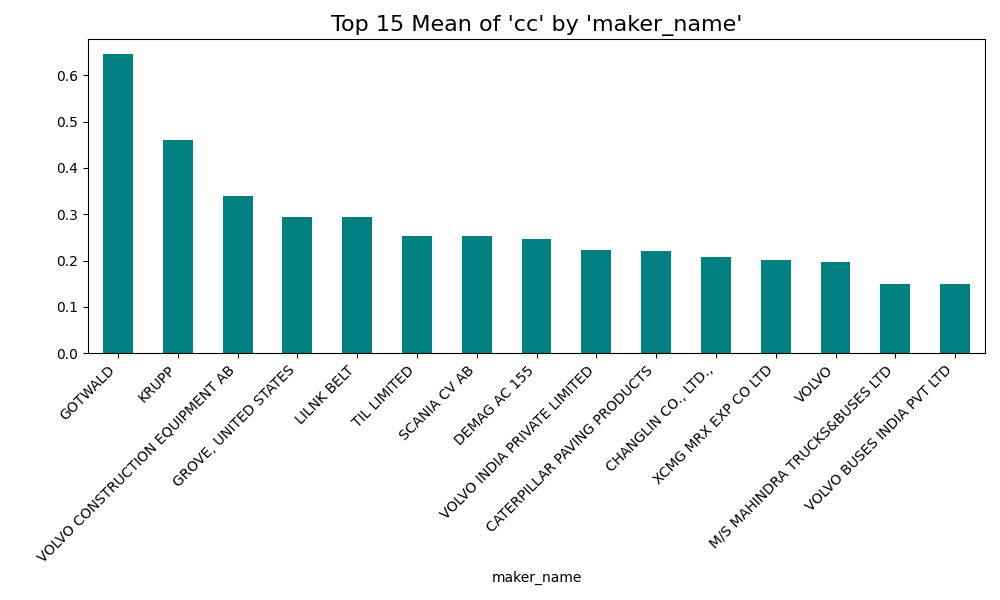 Top 15 Mean of 'cc' by 'maker_name'
0.6
0.5
0.4
0.3
0.2
0.1
0.0
GOTWALD
KRUPP
VOLVO CONSTRUCTION EQUIPMENT AB
GROVE, UNITED STATES
LILNK BELT
TIL LIMITED
SCANIA CV AB
DEMAG AC 155
VOLVO INDIA PRIVATE LIMITED
CATERPILLAR PAVING PRODUCTS
CHANGLIN CO., LTD.,
XCMG MRX EXP CO LTD
VOLVO
M/S MAHINDRA TRUCKS&BUSES LTD
VOLVO BUSES INDIA PVT LTD
maker_name